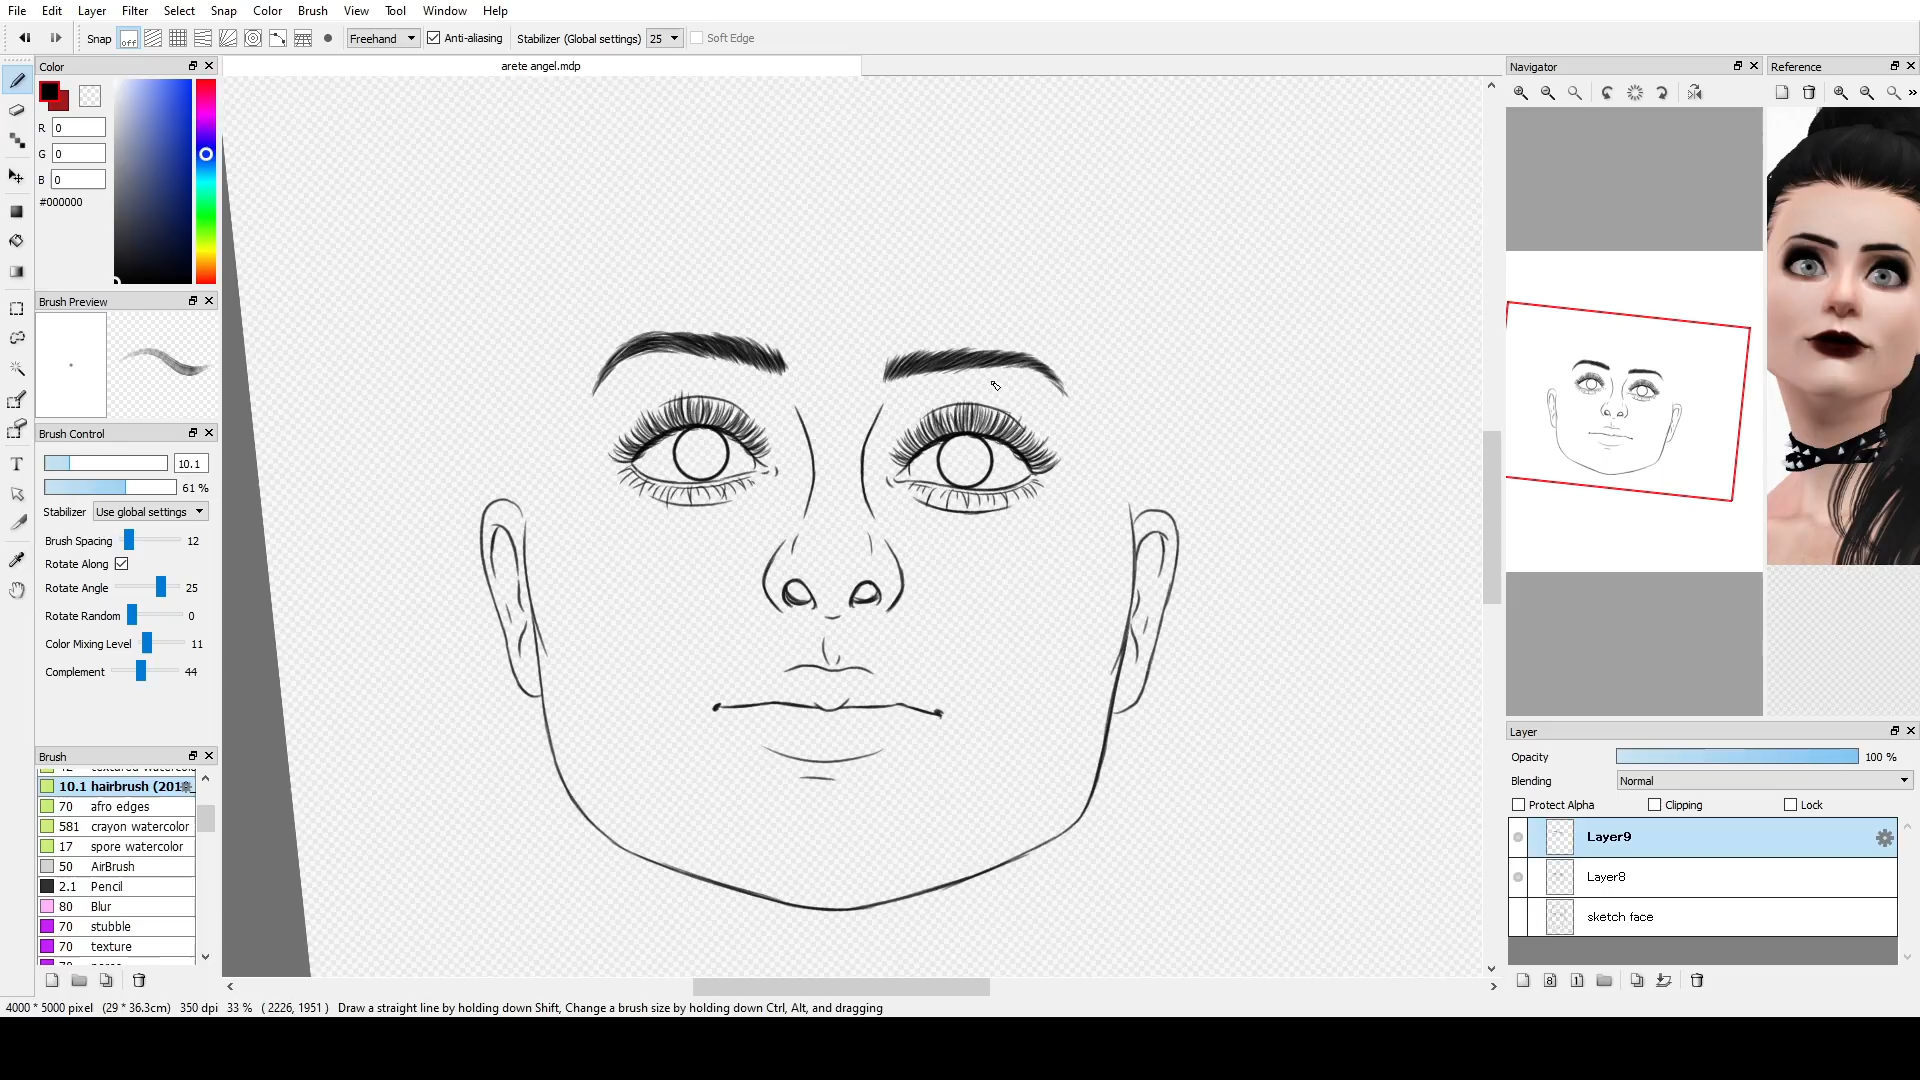 File Edit Layer Filter Select Snap Color Brush View Tool Window Help
Snap off Freehand Anti-aliasing Stabilizer (Global settings) 25 Soft Edge
Color
arete angel.mdp
Navigator
Reference
R 0
G 0
B 0
#000000
Brush Preview
Brush Control
10.1
61 %
Stabilizer Use global settings
Brush Spacing 12
Rotate Along
Rotate Angle 25
Rotate Random 0
Color Mixing Level 11
Complement 44
Brush
10.1 hairbrush (201
70 afro edges
581 crayon watercolor
17 spore watercolor
50 AirBrush
2.1 Pencil
80 Blur
70 stubble
70 texture
Layer
Opacity 100 %
Blending Normal
Protect Alpha Clipping Lock
Layer9
Layer8
sketch face
4000 * 5000 pixel (29 * 36.3cm) 350 dpi 33 % ( 2226, 1951 ) Draw a straight line by holding down Shift, Change a brush size by holding down Ctrl, Alt, and dragging